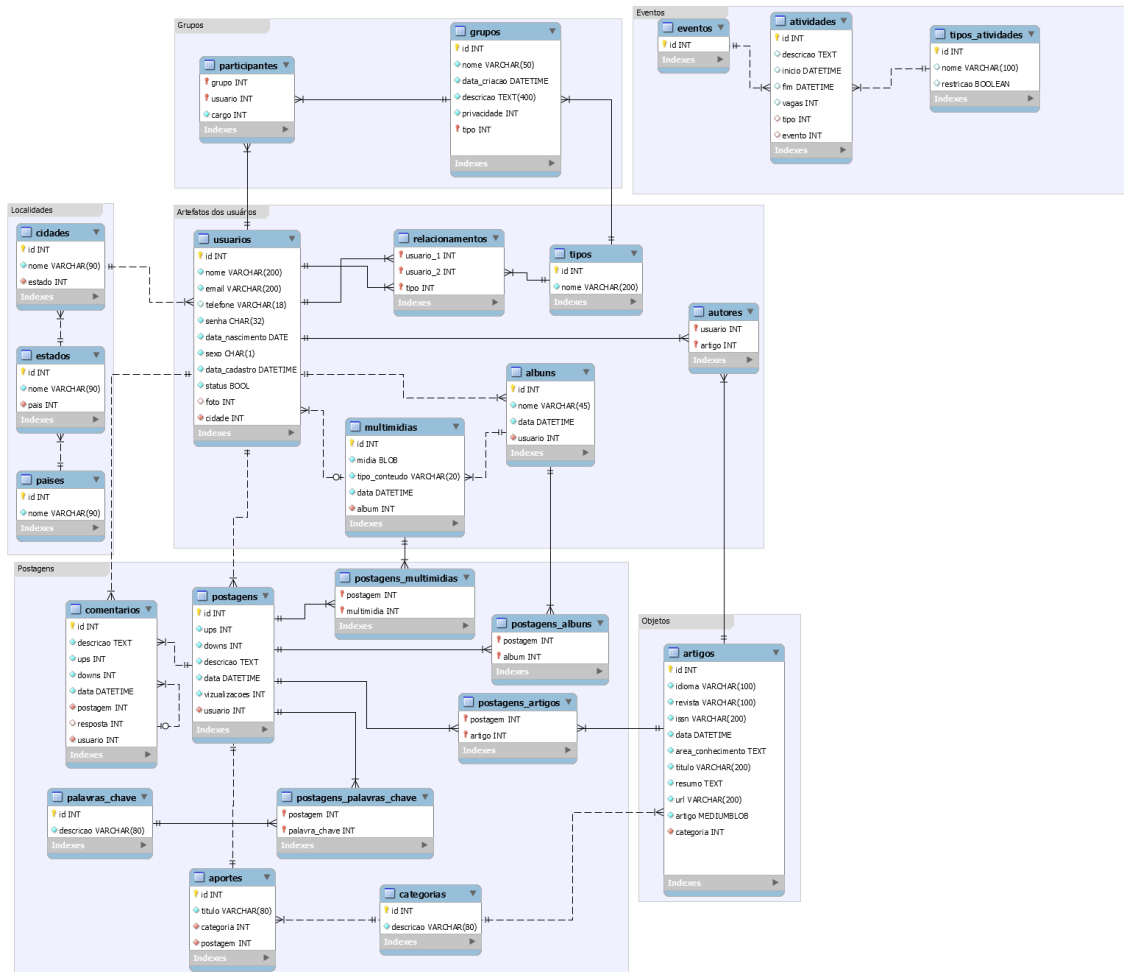 Grupos
grupos
id INT
nome VARCHAR(50)
data_criacao DATETIME
descricao TEXT(400)
privacidade INT
tipo INT
Indexes
participantes
grupo INT
usuario INT
cargo INT
Indexes
Eventos
eventos
id INT
Indexes
atividades
id INT
descricao TEXT
inicio DATETIME
fim DATETIME
vagas INT
tipo INT
evento INT
Indexes
tipos_atividades
id INT
nome VARCHAR(100)
restricao BOOLEAN
Indexes
Localidades
cidades
id INT
nome VARCHAR(90)
estado INT
Indexes
estados
id INT
nome VARCHAR(90)
pais INT
Indexes
paises
id INT
nome VARCHAR(90)
Indexes
Artefatos dos usuários
usuarios
id INT
nome VARCHAR(200)
email VARCHAR(200)
telefone VARCHAR(18)
senha CHAR(32)
data_nascimento DATE
sexo CHAR(1)
data_cadastro DATETIME
status BOOL
foto INT
cidade INT
Indexes
relacionamentos
usuario_1 INT
usuario_2 INT
tipo INT
Indexes
tipos
id INT
nome VARCHAR(200)
Indexes
autores
usuario INT
artigo INT
Indexes
albuns
id INT
nome VARCHAR(45)
data DATETIME
usuario INT
Indexes
multimidias
id INT
midia BLOB
tipo_conteudo VARCHAR(20)
data DATETIME
album INT
Indexes
Postagens
comentarios
id INT
descricao TEXT
ups INT
downs INT
data DATETIME
postagem INT
resposta INT
usuario INT
Indexes
postagens
id INT
ups INT
downs INT
descricao TEXT
data DATETIME
vizualizacoes INT
usuario INT
Indexes
postagens_multimidias
postagem INT
multimidia INT
Indexes
postagens_albuns
postagem INT
album INT
Indexes
postagens_artigos
postagem INT
artigo INT
Indexes
palavras_chave
id INT
descricao VARCHAR(80)
Indexes
postagens_palavras_chave
postagem INT
palavra_chave INT
Indexes
aportes
id INT
titulo VARCHAR(80)
categoria INT
postagem INT
Indexes
categorias
id INT
descricao VARCHAR(80)
Indexes
Objetos
artigos
id INT
idioma VARCHAR(100)
revista VARCHAR(100)
issn VARCHAR(200)
data DATETIME
area_conhecimento TEXT
titulo VARCHAR(200)
resumo TEXT
url VARCHAR(200)
artigo MEDIUMBLOB
categoria INT
Indexes